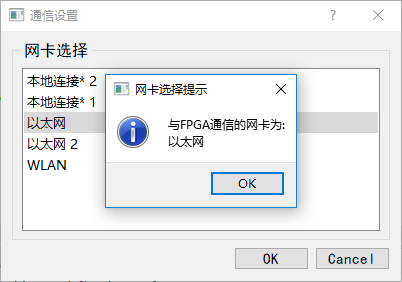 通信设置
网卡选择
本地连接* 2
本地连接* 1
以太网
以太网 2
WLAN
网卡选择提示
与FPGA通信的网卡为:
以太网
OK
OK
Cancel